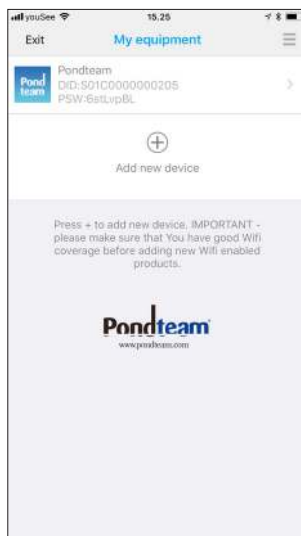 youSee 15.25
Exit My equipment
Pond
team
Pondteam
DID:S01C0000000205
PSW:6stLvpBL
Add new device
Press + to add new device. IMPORTANT -
please make sure that You have good Wifi
coverage before adding new Wifi enabled
products.
Pondteam
www.pondteam.com